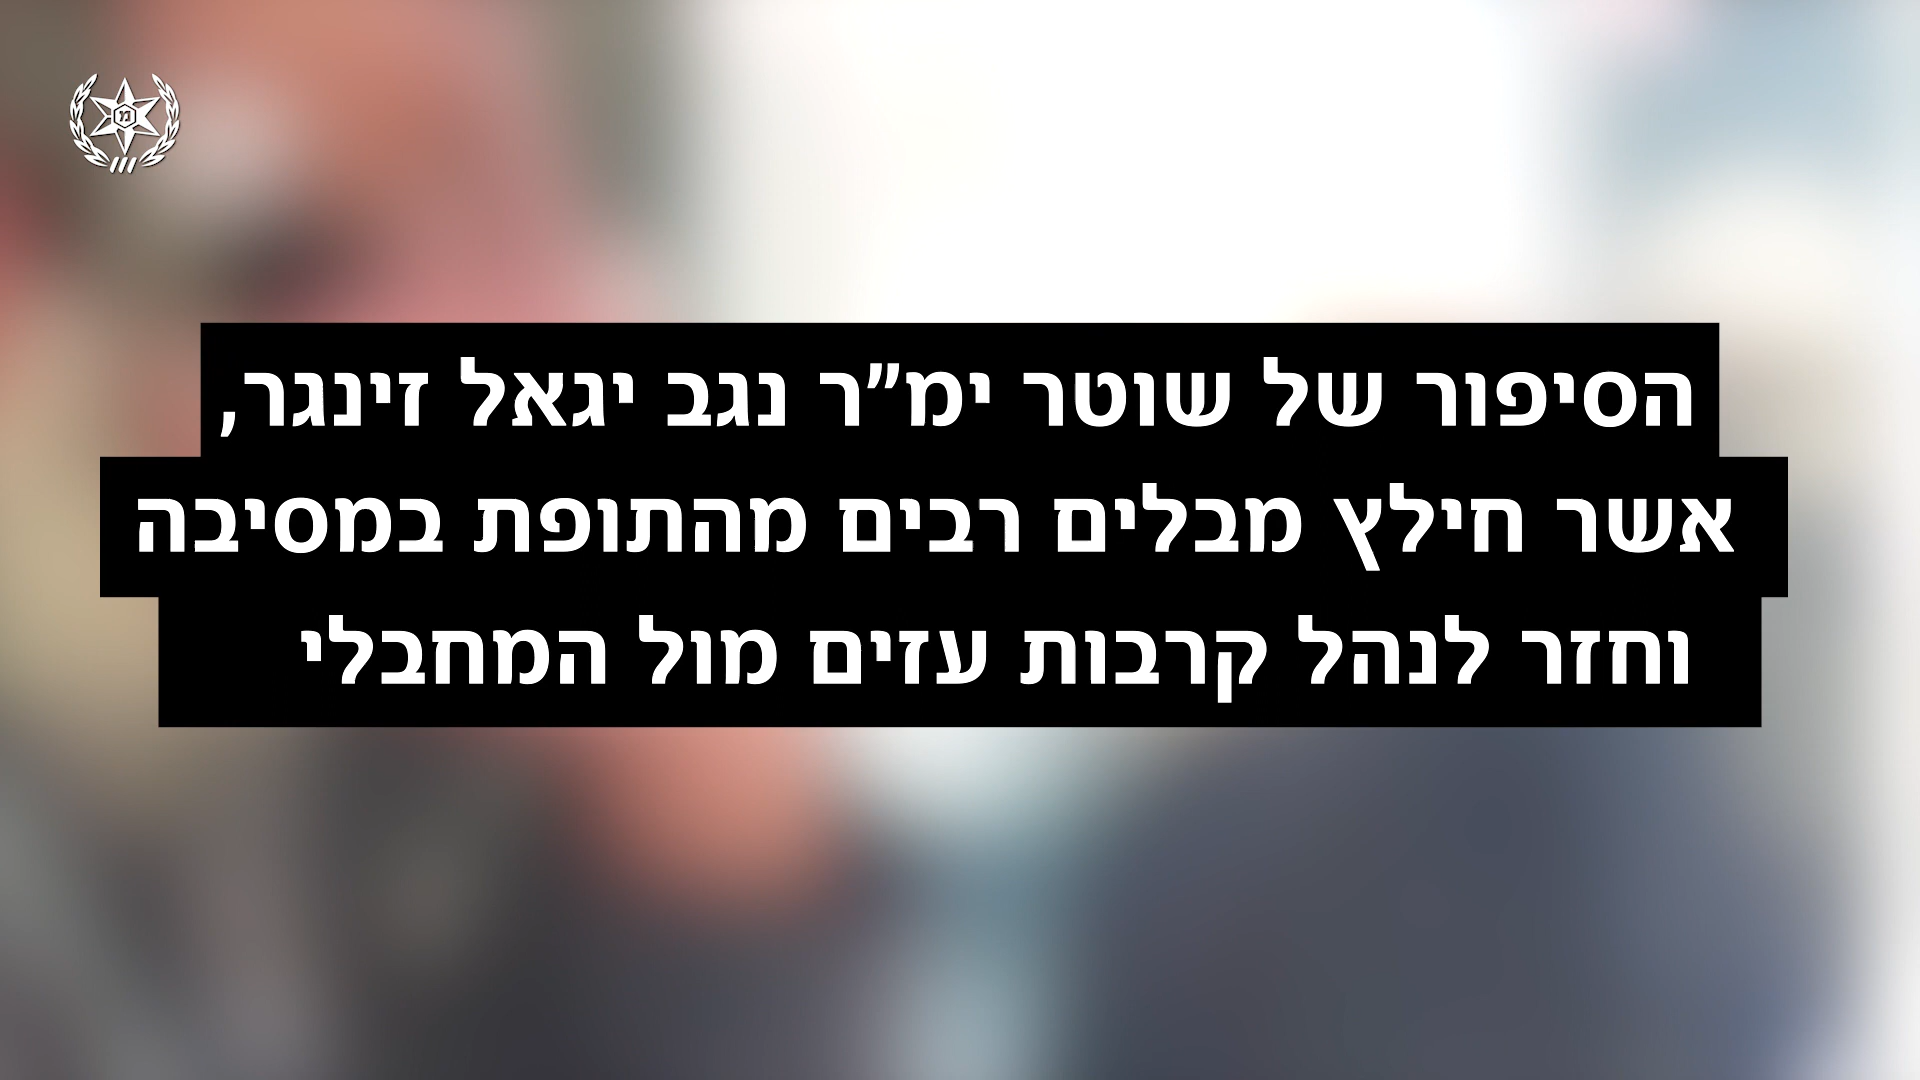 הסיפור של שוטר ימ"ר נגב יגאל זינגר,
אשר חילץ מבלים רבים מהתופת במסיבה
וחזר לנהל קרבות עזים מול המחבלי